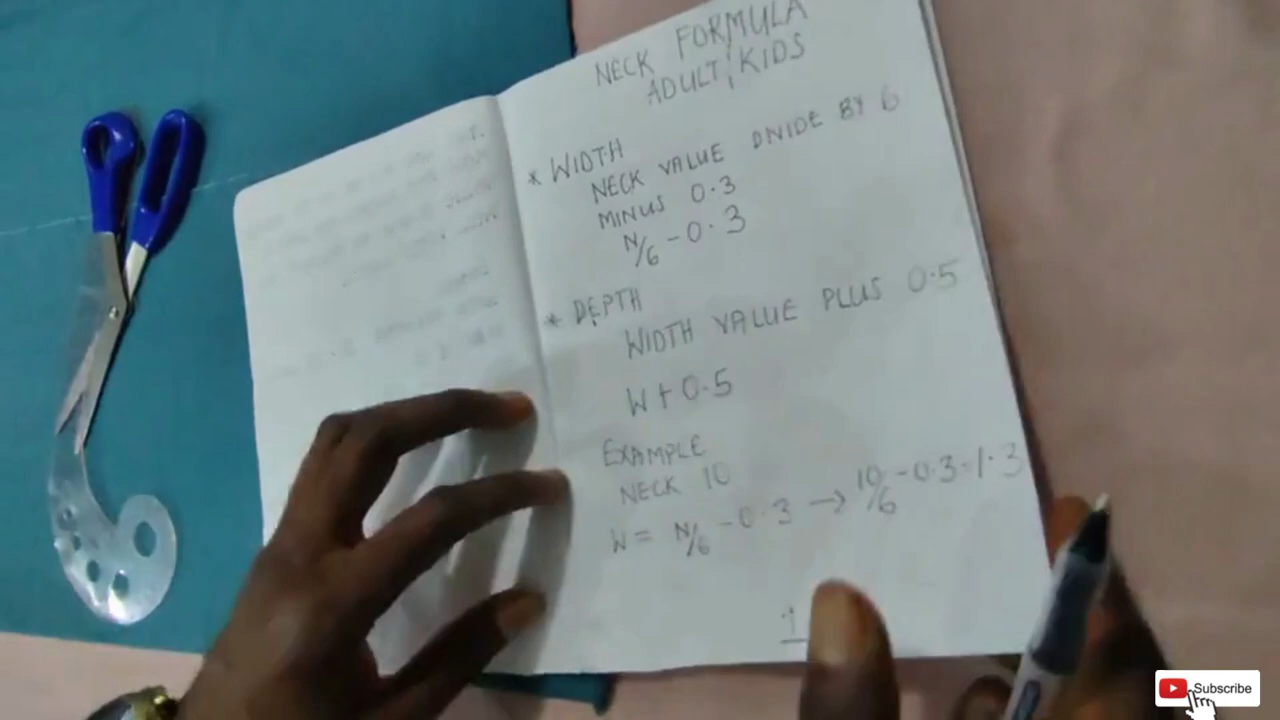 NECK FORMULA
ADULT, KIDS
* WIDTH
NECK VALUE DIVIDE BY 6
MINUS 0.3
N/6 - 0.3
* DEPTH
WIDTH VALUE PLUS 0.5
W + 0.5
EXAMPLE
NECK 10
W = N/6 - 0.3 → 10/6 - 0.3 = 1.3
1
Subscribe